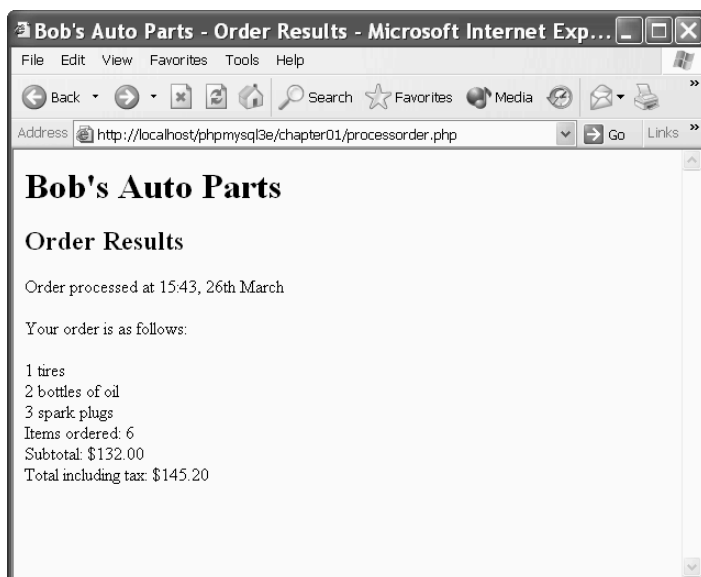 Bob's Auto Parts - Order Results - Microsoft Internet Exp...
File Edit View Favorites Tools Help
Back Search Favorites Media
Address http://localhost/phpmysql3e/chapter01/processorder.php Go Links
Bob's Auto Parts
Order Results
Order processed at 15:43, 26th March
Your order is as follows:
1 tires
2 bottles of oil
3 spark plugs
Items ordered: 6
Subtotal: $132.00
Total including tax: $145.20